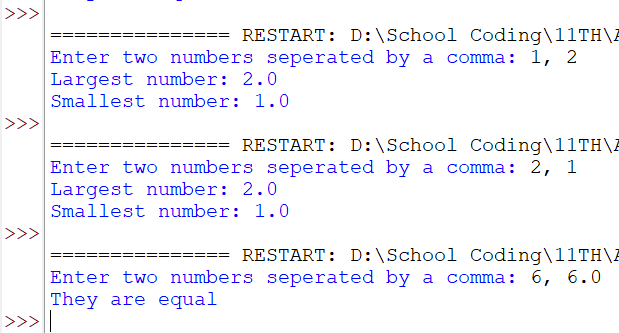 >>>
=============== RESTART: D:\School Coding\11TH\
Enter two numbers seperated by a comma: 1, 2
Largest number: 2.0
Smallest number: 1.0
>>>
=============== RESTART: D:\School Coding\11TH\
Enter two numbers seperated by a comma: 2, 1
Largest number: 2.0
Smallest number: 1.0
>>>
=============== RESTART: D:\School Coding\11TH\
Enter two numbers seperated by a comma: 6, 6.0
They are equal
>>>